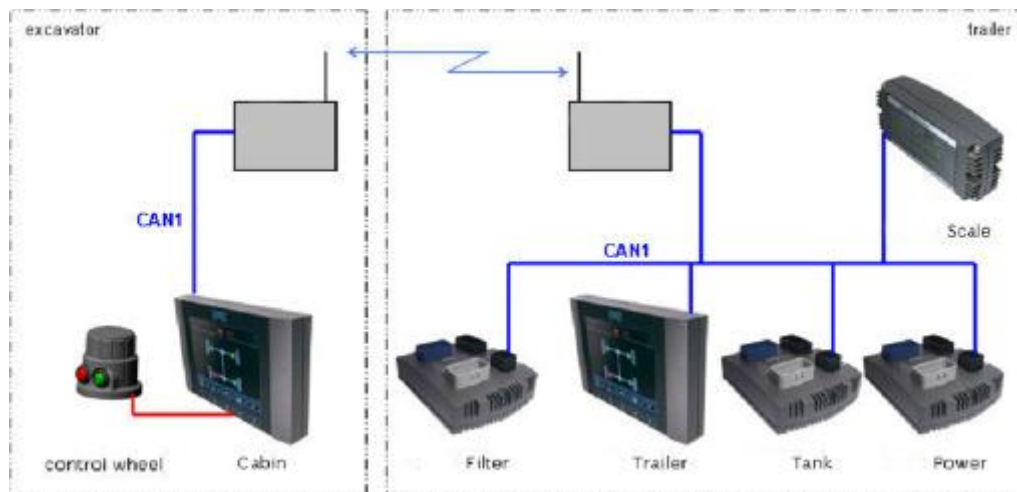 excavator
trailer
CAN1
CAN1
Scale
control wheel
Cabin
Filter
Trailer
Tank
Power